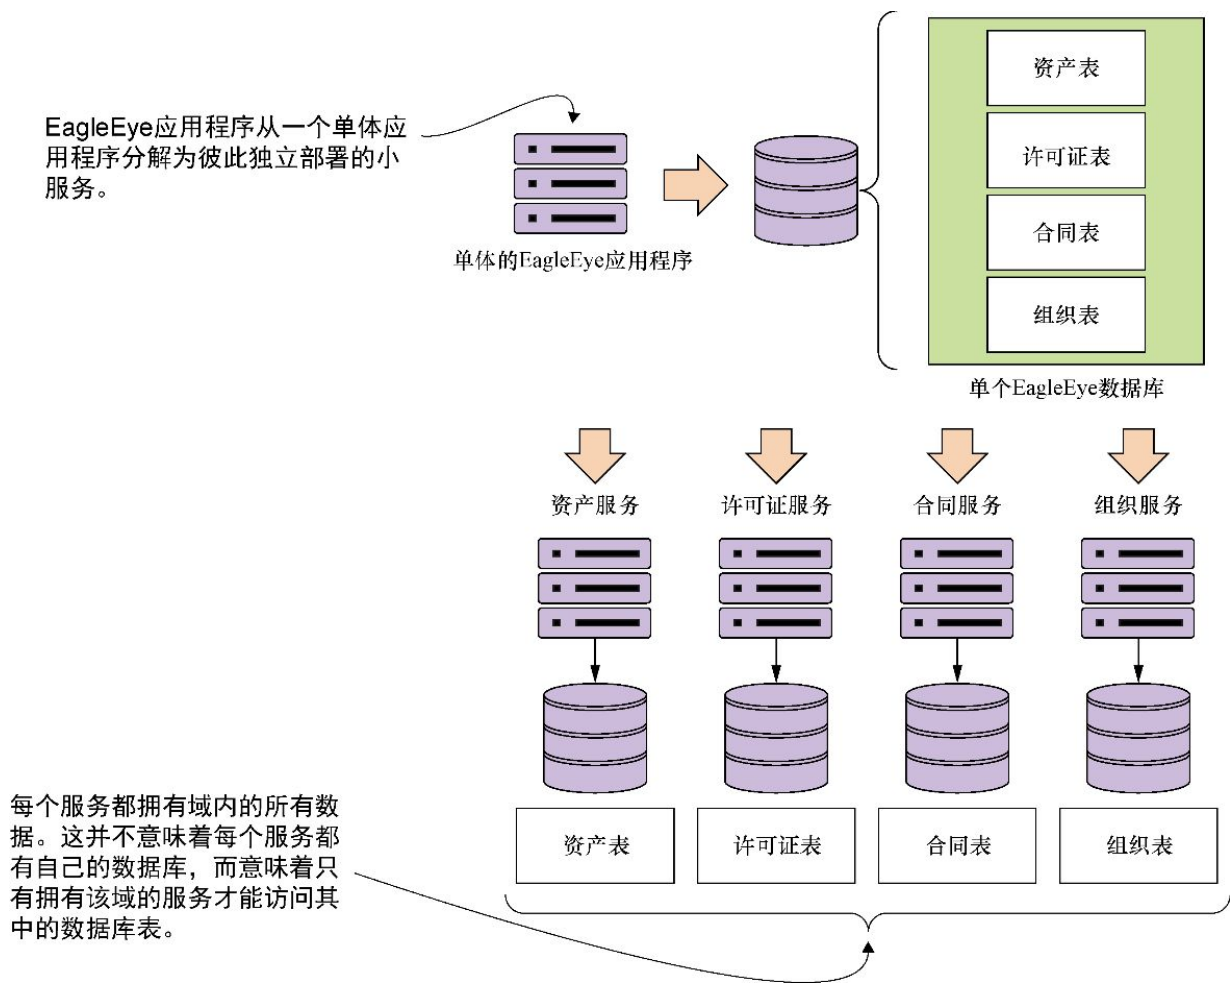 EagleEye应用程序从一个单体应
用程序分解为彼此独立部署的小
服务。
单体的EagleEye应用程序
资产表
许可证表
合同表
组织表
单个EagleEye数据库
资产服务
许可证服务
合同服务
组织服务
每个服务都拥有域内的所有数
据。这并不意味着每个服务都
有自己的数据库，而意味着只
有拥有该域的服务才能访问其
中的数据库表。
资产表
许可证表
合同表
组织表